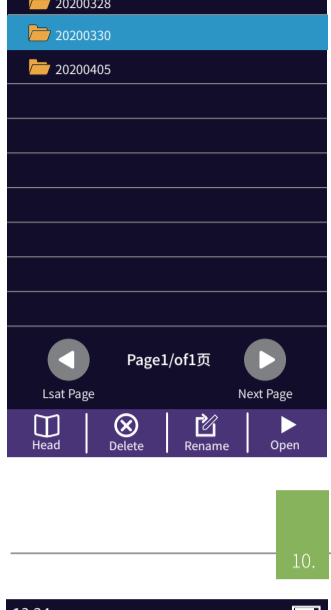 20200328
20200330
20200405
Page1/of1页
Lsat Page
Next Page
Head
Delete
Rename
Open
10.